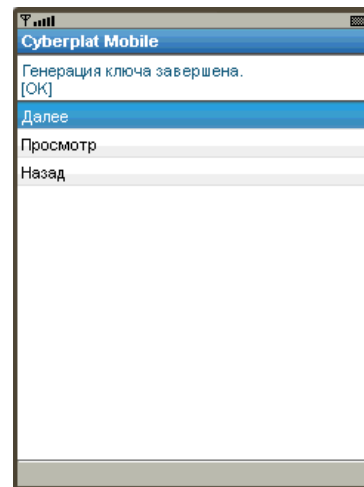 Cyberplat Mobile
Генерация ключа завершена.
[OK]
Далее
Просмотр
Назад